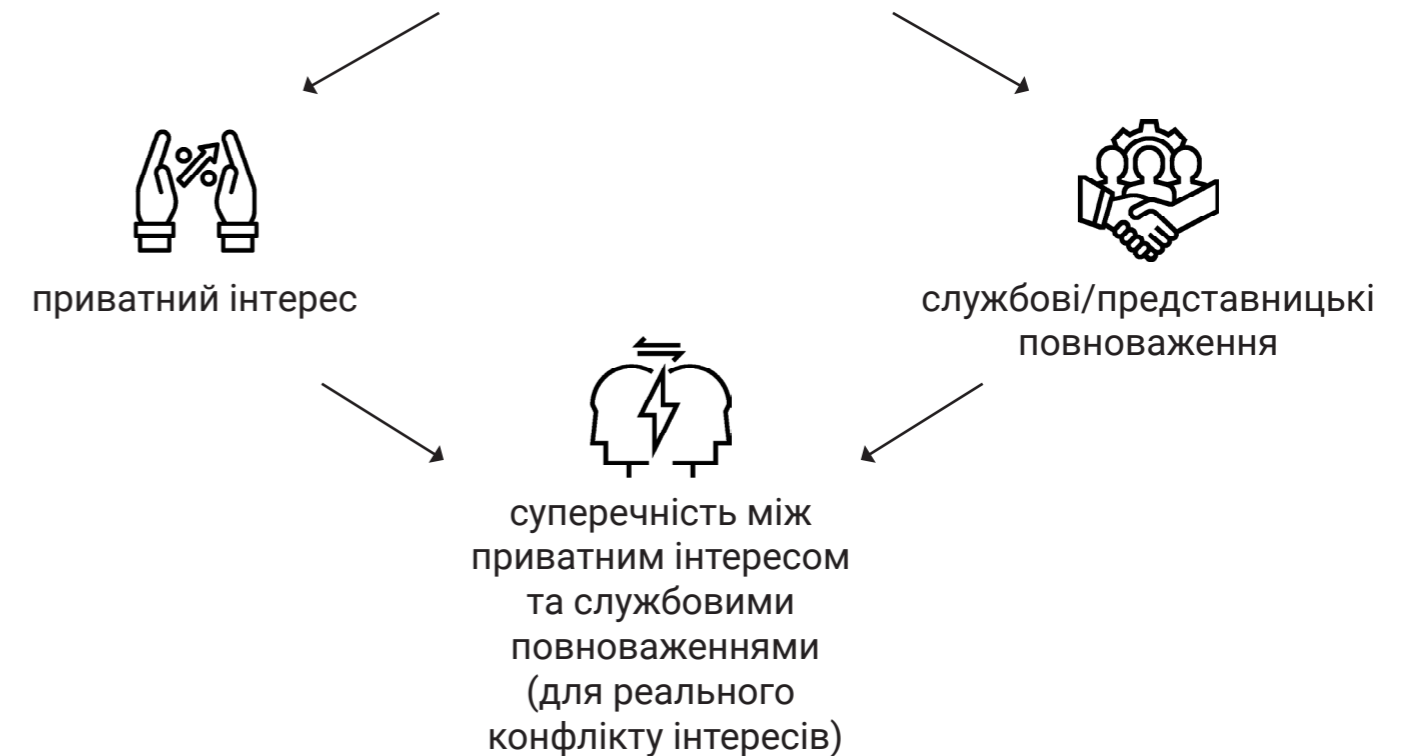 приватний інтерес
службові/представницькі
повноваження
суперечність між
приватним інтересом
та службовими
повноваженнями
(для реального
конфлікту інтересів)